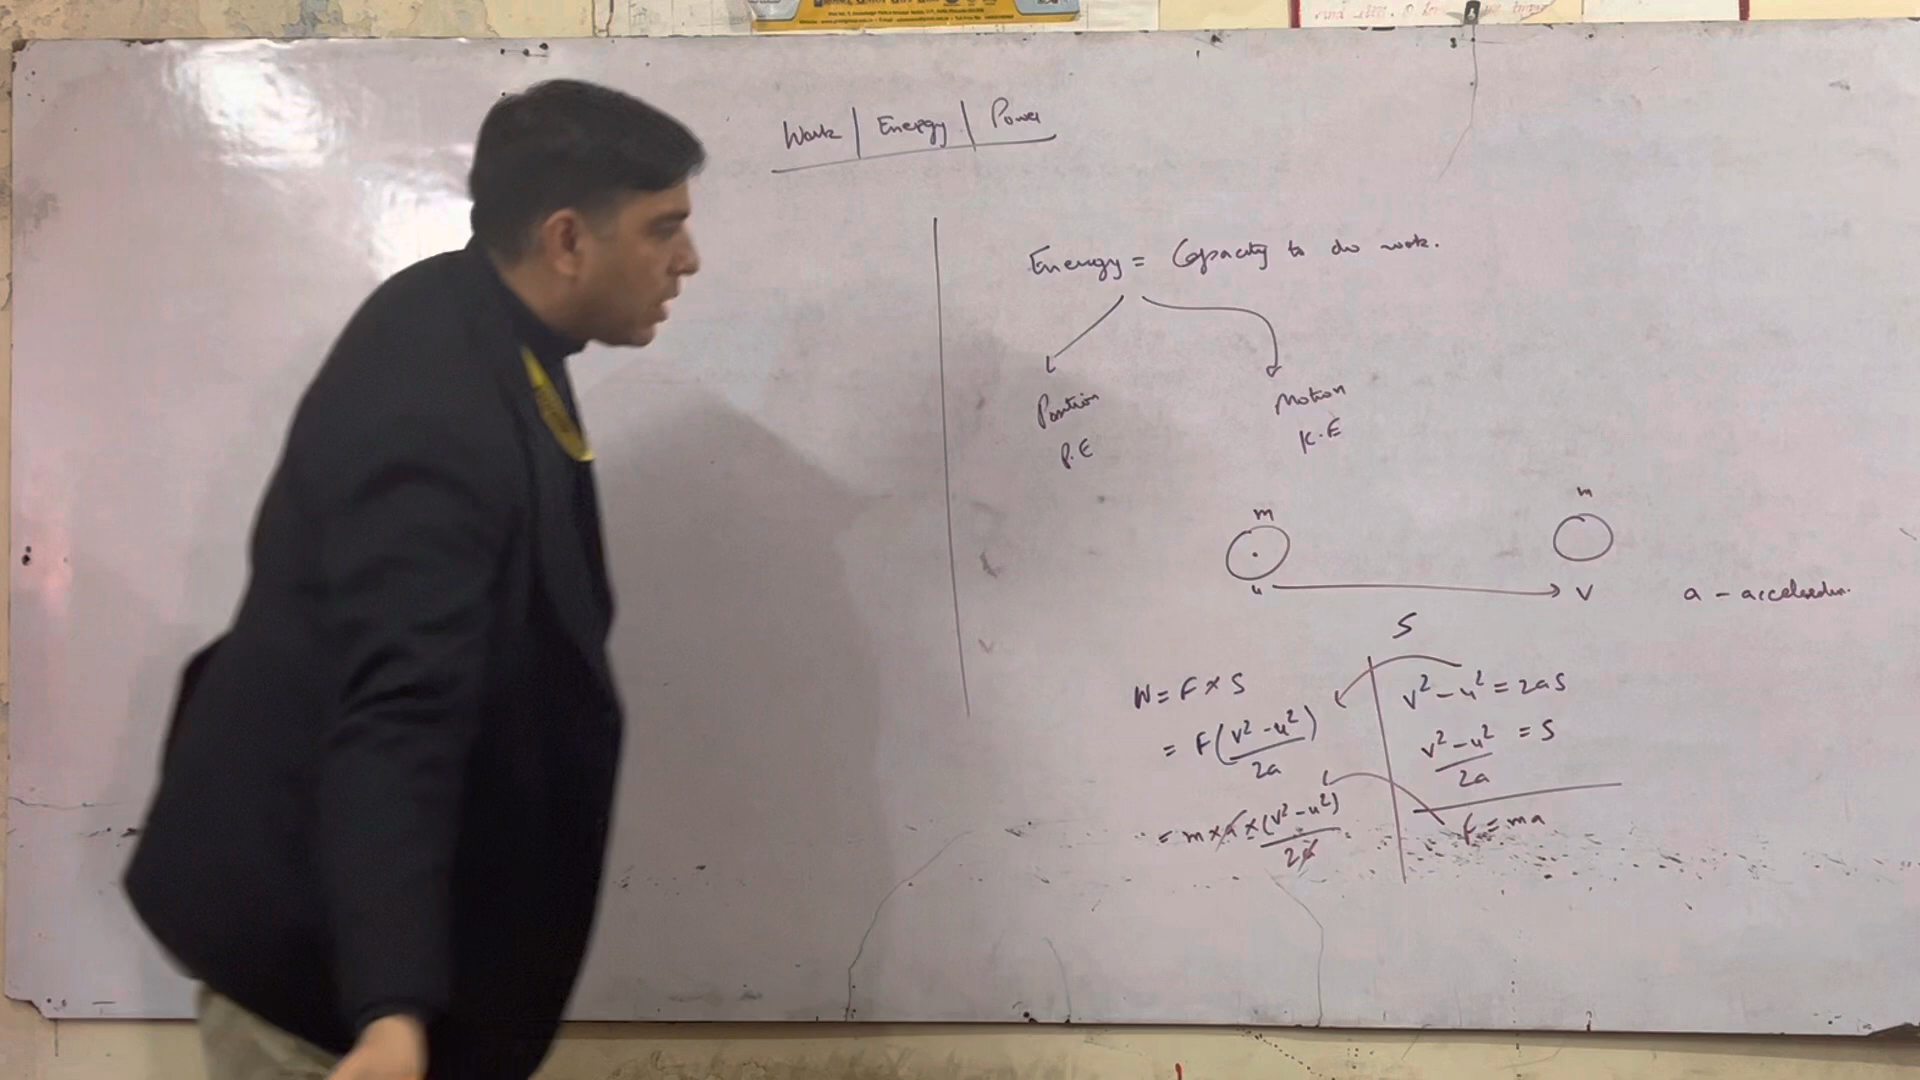 Work | Energy | Power
Energy = Capacity to do work.
Position
P.E
Motion
K.E
m
m
u
v
a - acceleration.
S
W = F × S
= F(v² - u²)/2a
= m × a × (v² - u²)/2a
v² - u² = 2aS
v² - u²/2a = S
F = ma